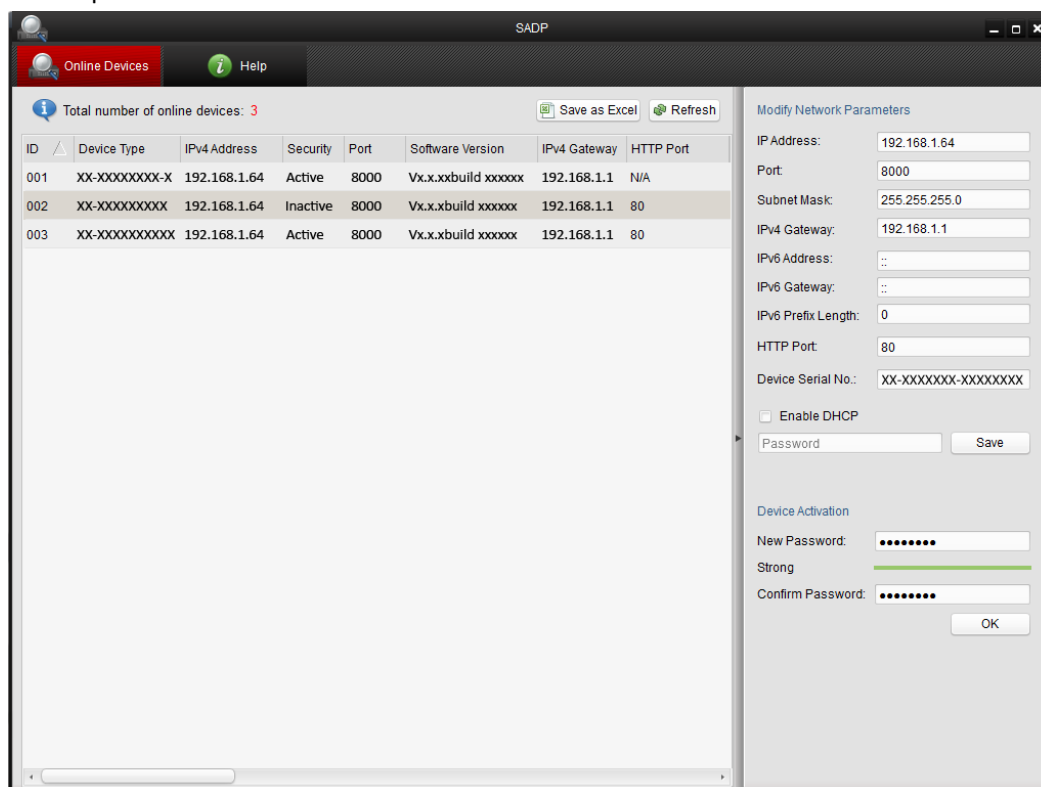 SADP
Online Devices Help
Total number of online devices: 3 Save as Excel Refresh
ID Device Type IPv4 Address Security Port Software Version IPv4 Gateway HTTP Port
001 XX-XXXXXXXX-X 192.168.1.64 Active 8000 Vx.x.xxbuild xxxxxx 192.168.1.1 N/A
002 XX-XXXXXXXXX 192.168.1.64 Inactive 8000 Vx.x.xbuild xxxxxx 192.168.1.1 80
003 XX-XXXXXXXXXX 192.168.1.64 Active 8000 Vx.x.xbuild xxxxxx 192.168.1.1 80
Modify Network Parameters
IP Address: 192.168.1.64
Port: 8000
Subnet Mask: 255.255.255.0
IPv4 Gateway: 192.168.1.1
IPv6 Address: ::
IPv6 Gateway: ::
IPv6 Prefix Length: 0
HTTP Port: 80
Device Serial No.: XX-XXXXXXX-XXXXXXXX
Enable DHCP
Password Save
Device Activation
New Password: ●●●●●●●●
Strong
Confirm Password: ●●●●●●●●
OK